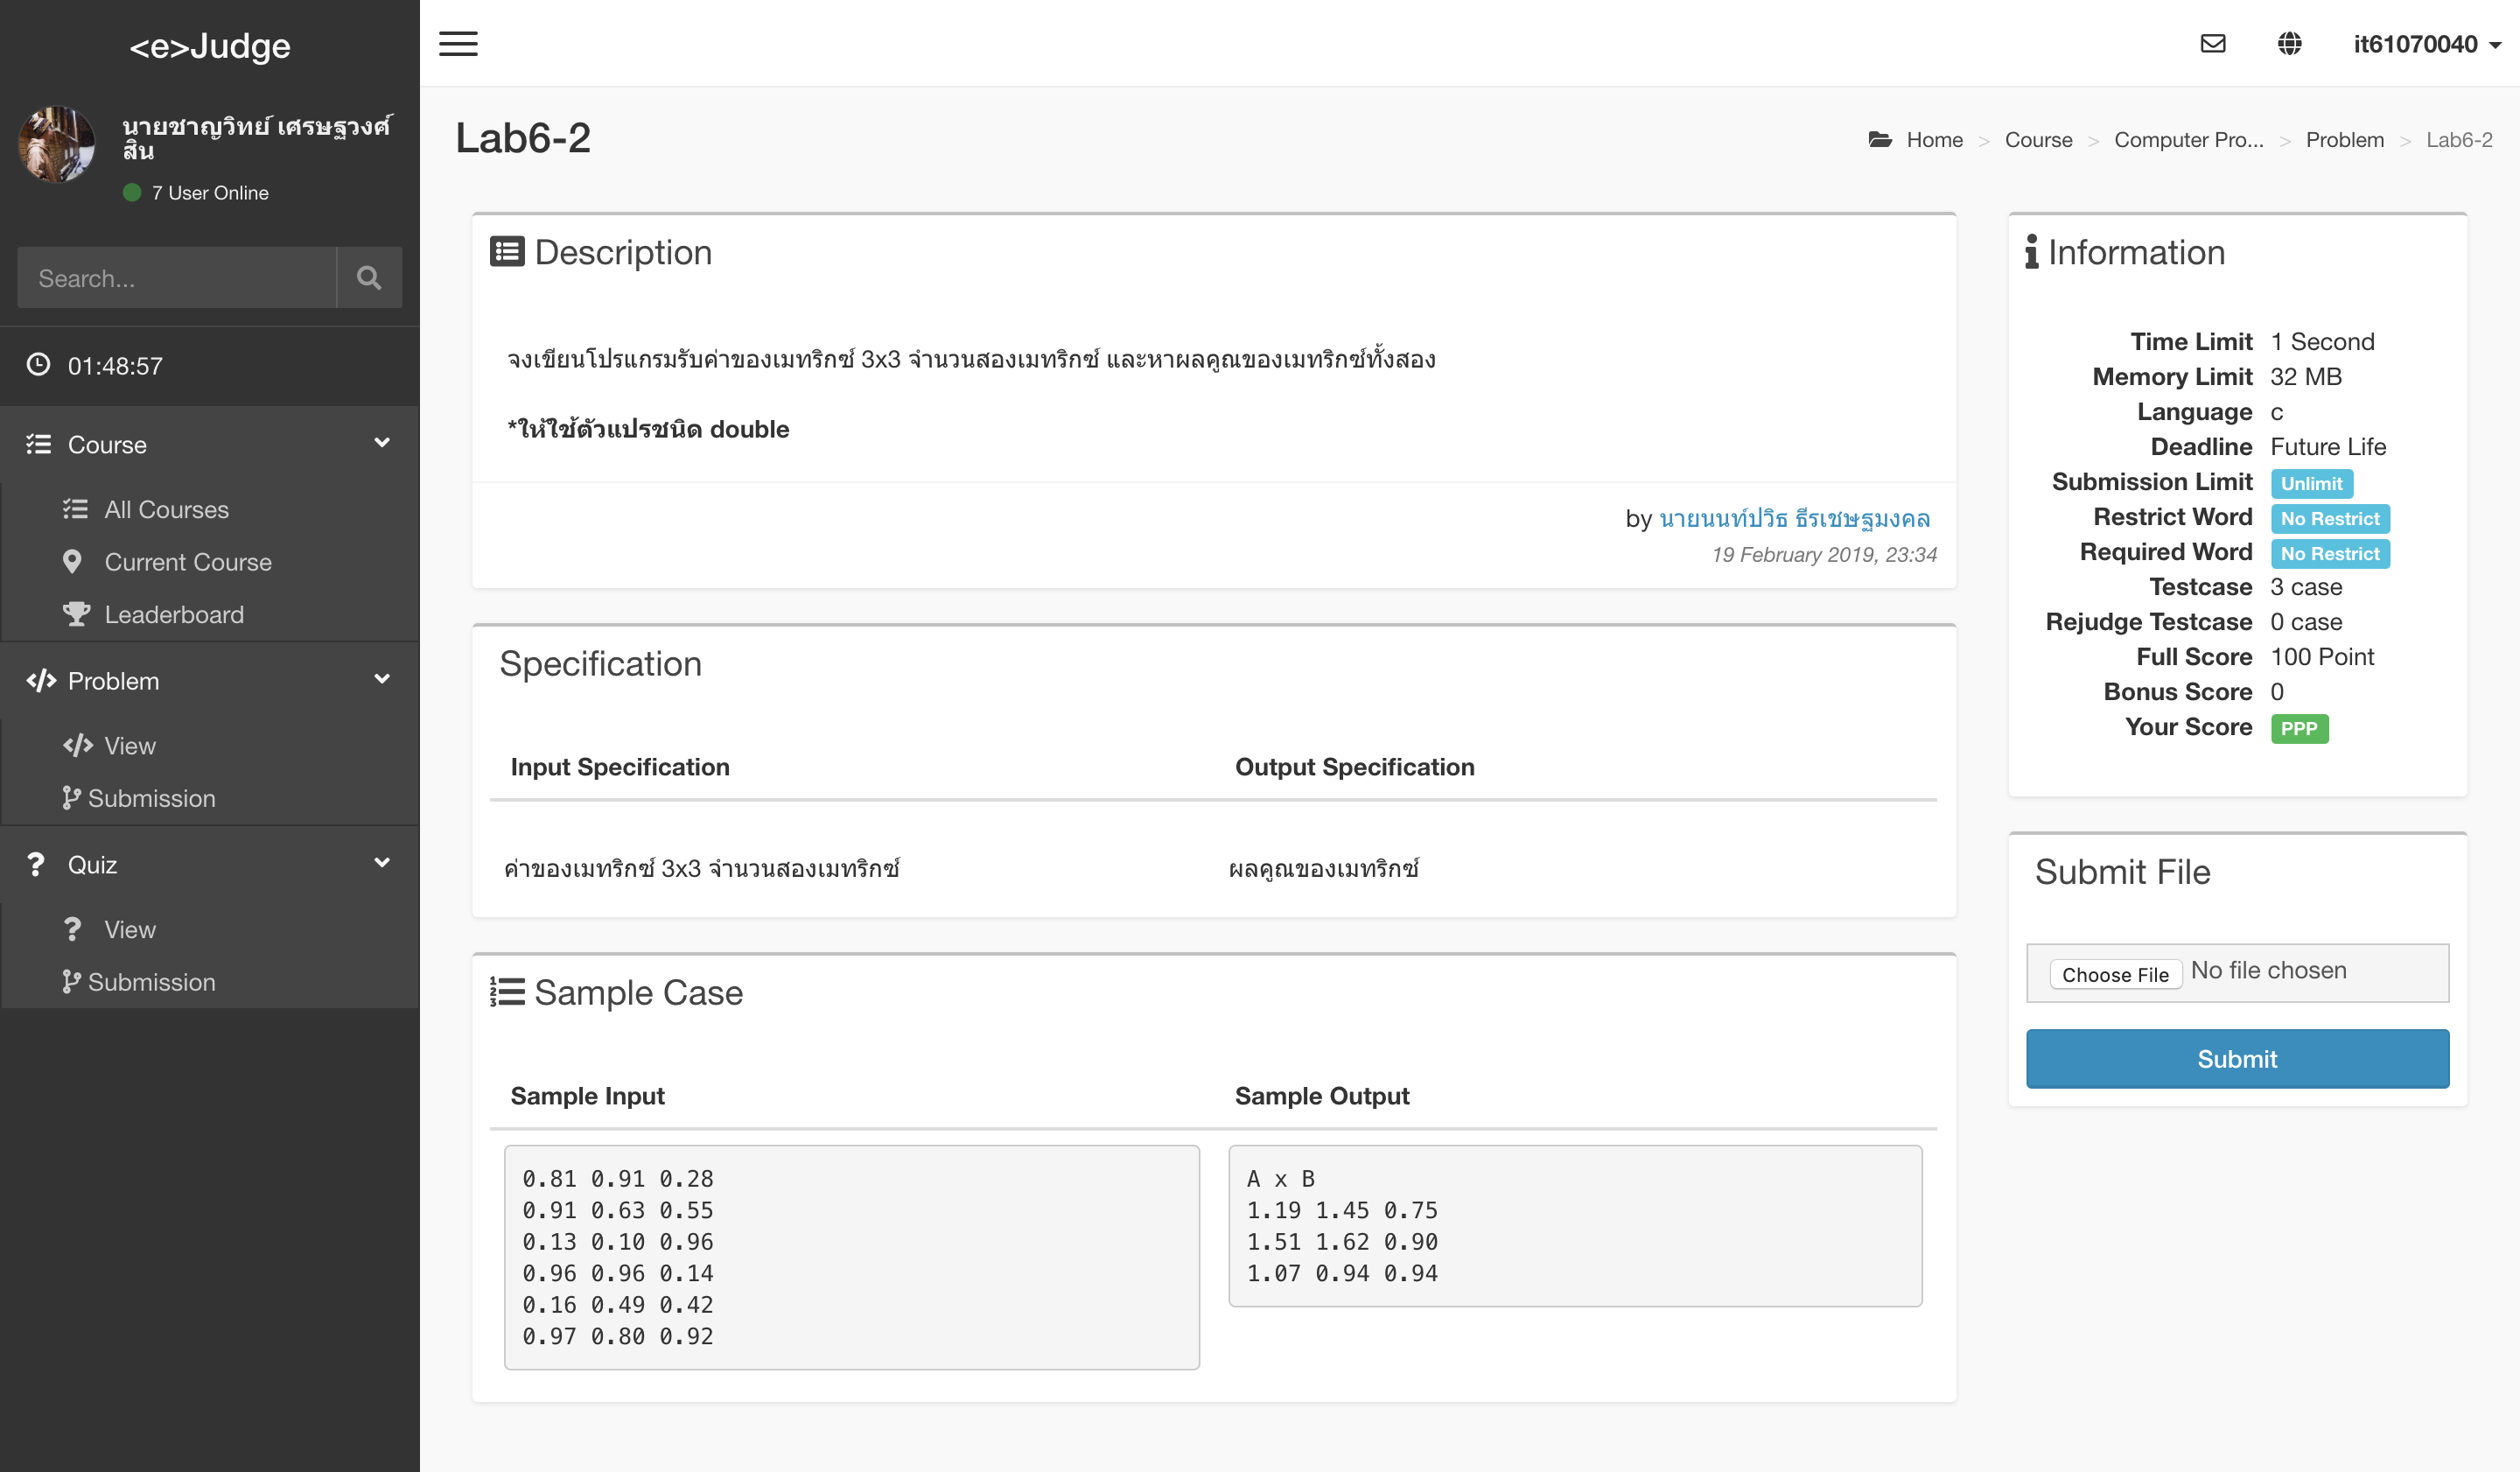 <e>Judge
นายชาญวิทย์ เศรษฐวงศ์
สิน
7 User Online
Search...
01:48:57
Course
All Courses
Current Course
Leaderboard
Problem
View
Submission
Quiz
View
Submission
it61070040
Lab6-2
Home > Course > Computer Pro... > Problem > Lab6-2
Description
จงเขียนโปรแกรมรับค่าของเมทริกซ์ 3x3 จำนวนสองเมทริกซ์ และหาผลคูณของเมทริกซ์ทั้งสอง
*ให้ใช้ตัวแปรชนิด double
by นายนนท์ปวิธ ธีรเชษฐมงคล
19 February 2019, 23:34
Specification
Input Specification Output Specification
ค่าของเมทริกซ์ 3x3 จำนวนสองเมทริกซ์ ผลคูณของเมทริกซ์
Sample Case
Sample Input
0.81 0.91 0.28
0.91 0.63 0.55
0.13 0.10 0.96
0.96 0.96 0.14
0.16 0.49 0.42
0.97 0.80 0.92
Sample Output
A x B
1.19 1.45 0.75
1.51 1.62 0.90
1.07 0.94 0.94
Information
Time Limit 1 Second
Memory Limit 32 MB
Language c
Deadline Future Life
Submission Limit Unlimit
Restrict Word No Restrict
Required Word No Restrict
Testcase 3 case
Rejudge Testcase 0 case
Full Score 100 Point
Bonus Score 0
Your Score PPP
Submit File
Choose File No file chosen
Submit